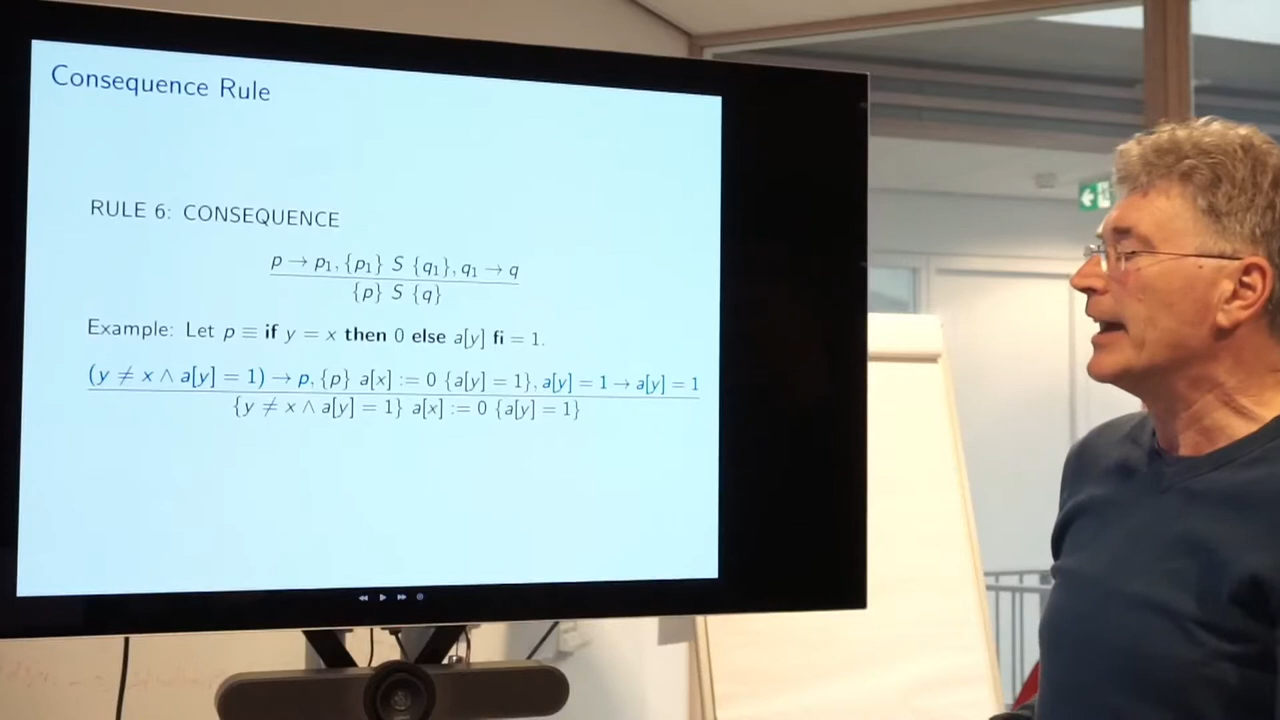 Consequence Rule
RULE 6: CONSEQUENCE
p → p₁, {p₁} S {q₁}, q₁ → q
{p} S {q}
Example: Let p ≡ if y = x then 0 else a[y] fi = 1.
(y ≠ x ∧ a[y] = 1) → p, {p} a[x] := 0 {a[y] = 1}, a[y] = 1 → a[y] = 1
{y ≠ x ∧ a[y] = 1} a[x] := 0 {a[y] = 1}